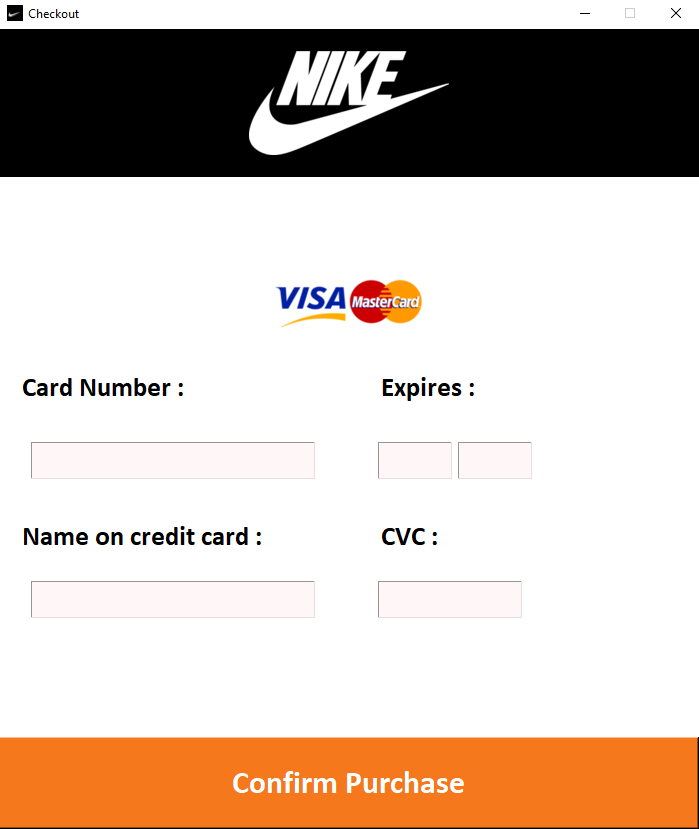 Checkout
NIKE
VISA MasterCard
Card Number :
Expires :
Name on credit card :
CVC :
Confirm Purchase